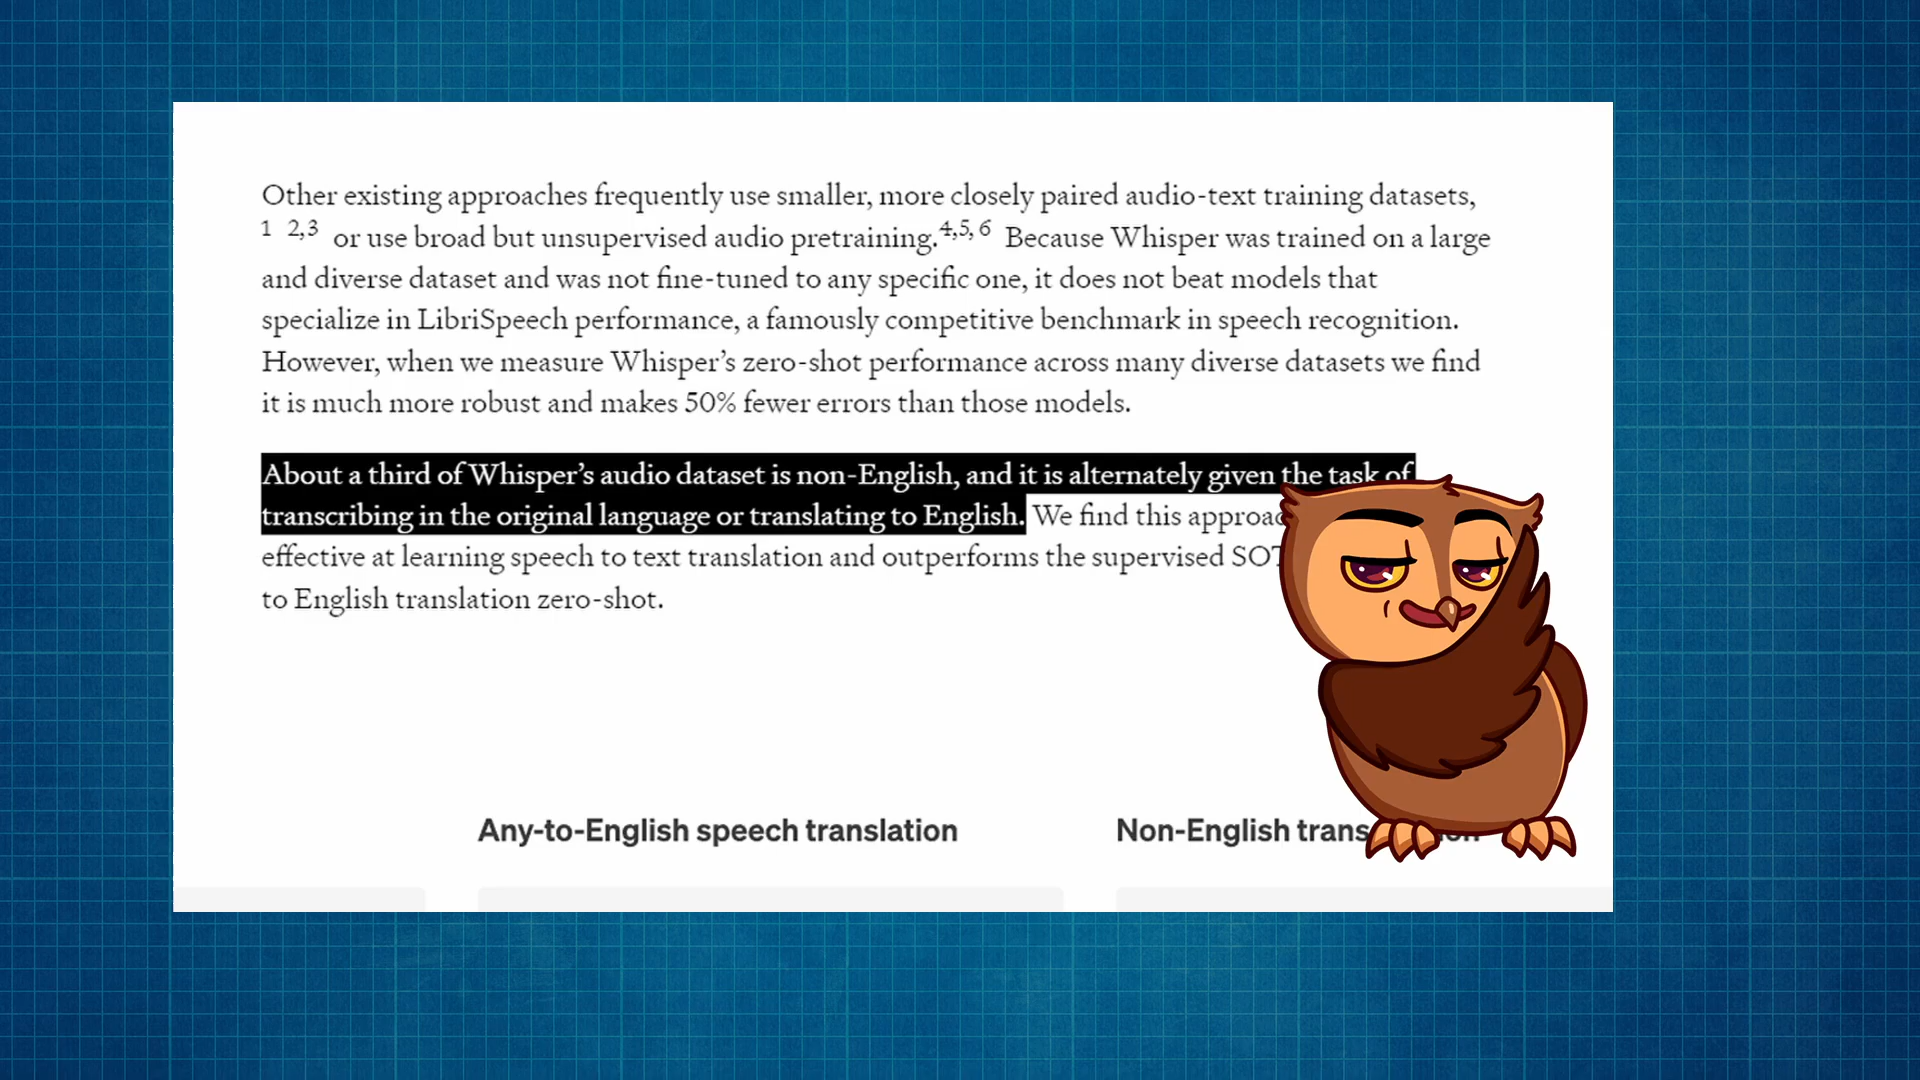 Other existing approaches frequently use smaller, more closely paired audio-text training datasets,
1 2,3 or use broad but unsupervised audio pretraining.4,5,6 Because Whisper was trained on a large
and diverse dataset and was not fine-tuned to any specific one, it does not beat models that
specialize in LibriSpeech performance, a famously competitive benchmark in speech recognition.
However, when we measure Whisper’s zero-shot performance across many diverse datasets we find
it is much more robust and makes 50% fewer errors than those models.
About a third of Whisper’s audio dataset is non-English, and it is alternately given the task of
transcribing in the original language or translating to English. We find this
effective at learning speech to text translation and outperforms the supervised
to English translation zero-shot.
Any-to-English speech translation
Non-English